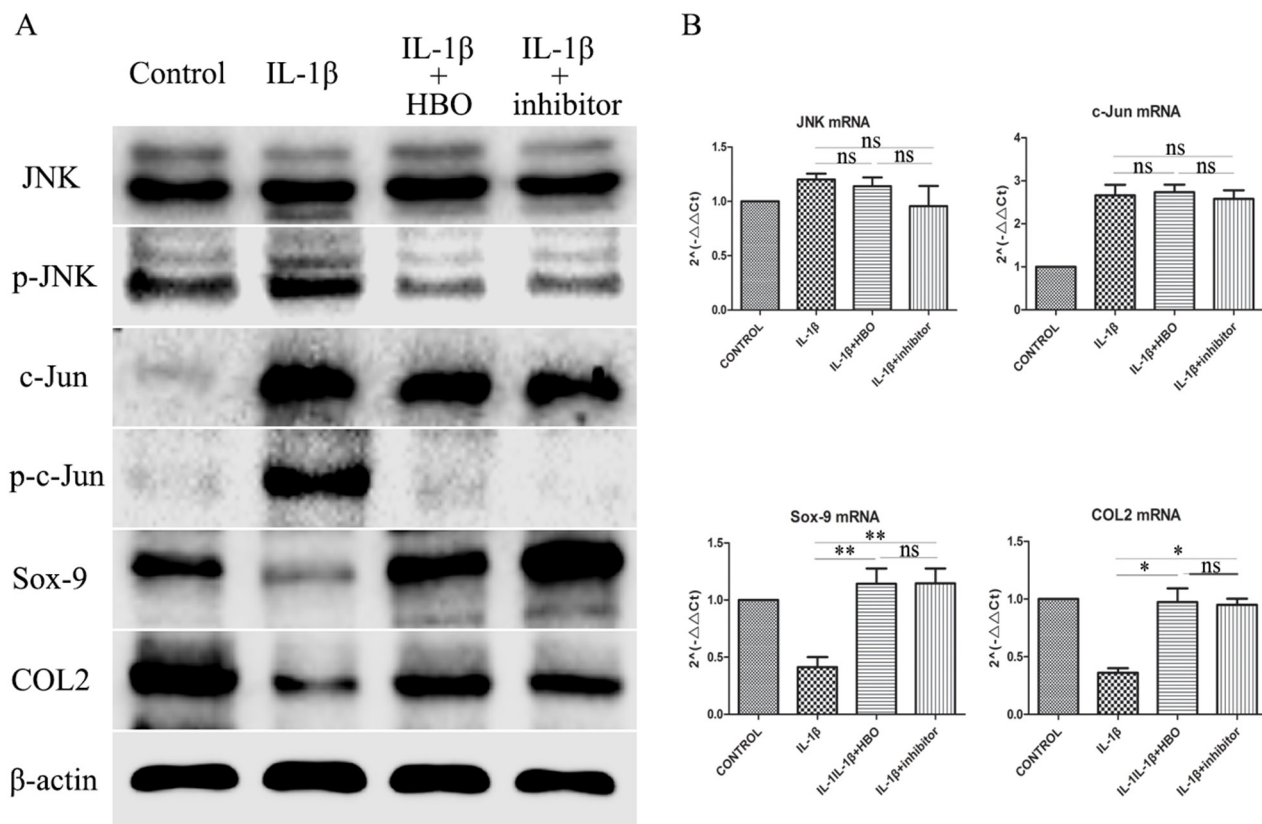 A
Control
IL-1β
IL-1β
+
HBO
IL-1β
+
inhibitor
JNK
p-JNK
c-Jun
p-c-Jun
Sox-9
COL2
β-actin
B
JNK mRNA
2^(-△△Ct)
1.5
1.0
0.5
0.0
ns
ns
ns
CONTROL
IL-1β
IL-1β+HBO
IL-1β+inhibitor
c-Jun mRNA
2^(-△△Ct)
4
3
2
1
0
ns
ns
ns
CONTROL
IL-1β
IL-1β+HBO
IL-1β+inhibitor
Sox-9 mRNA
2^(-△△Ct)
1.5
1.0
0.5
0.0
**
**
ns
CONTROL
IL-1β
IL-1IL-1β+HBO
IL-1β+inhibitor
COL2 mRNA
2^(-△△Ct)
1.5
1.0
0.5
0.0
*
*
ns
CONTROL
IL-1β
IL-1IL-1β+HBO
IL-1β+inhibitor